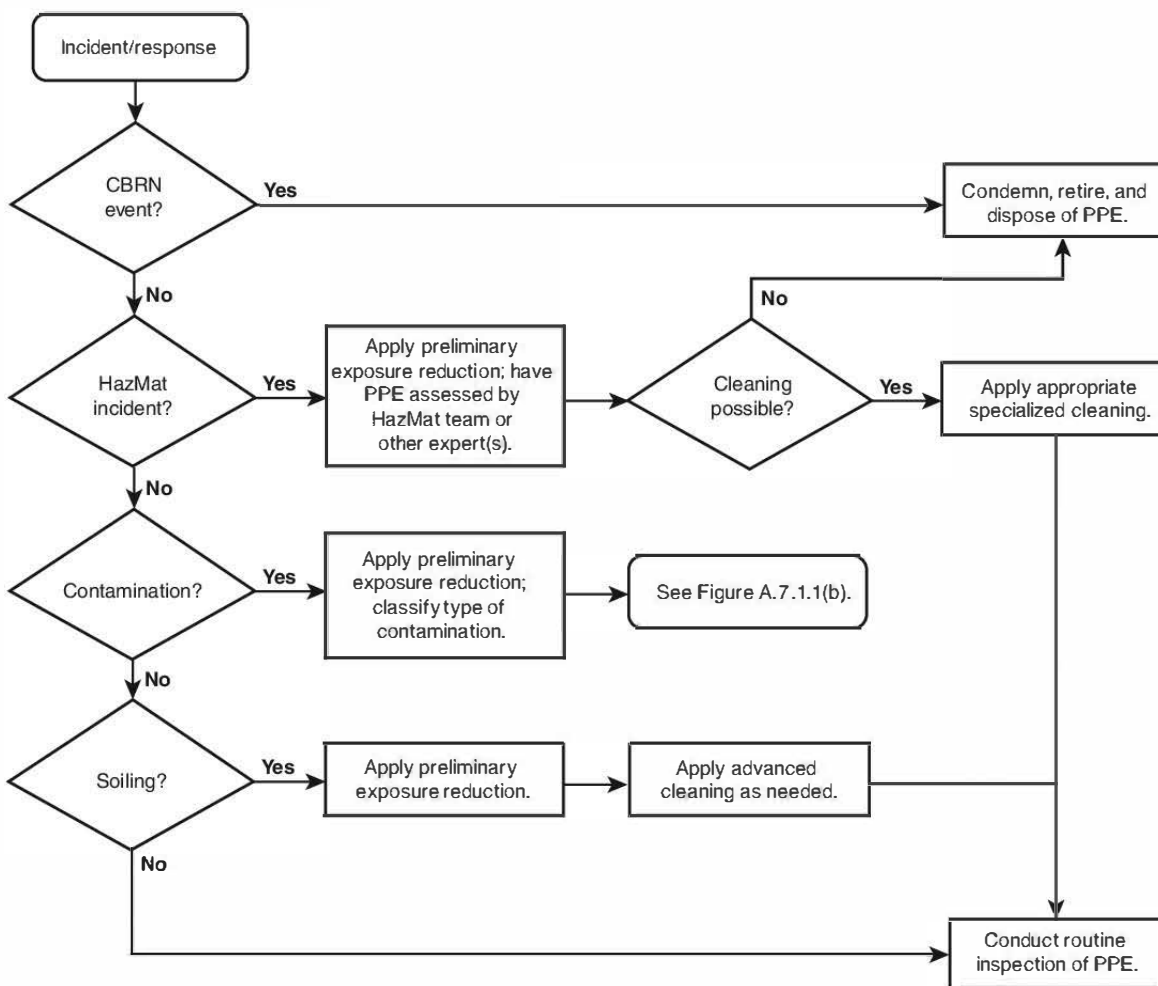 Incident/response
CBRN
event?
Yes
Condemn, retire, and
dispose of PPE.
No
HazMat
incident?
Yes
Apply preliminary
exposure reduction; have
PPE assessed by
HazMat team or
other expert(s).
Cleaning
possible?
No
Yes
Apply appropriate
specialized cleaning.
No
Contamination?
Yes
Apply preliminary
exposure reduction;
classify type of
contamination.
See Figure A.7.1.1(b).
No
Soiling?
Yes
Apply preliminary
exposure reduction.
Apply advanced
cleaning as needed.
No
Conduct routine
inspection of PPE.